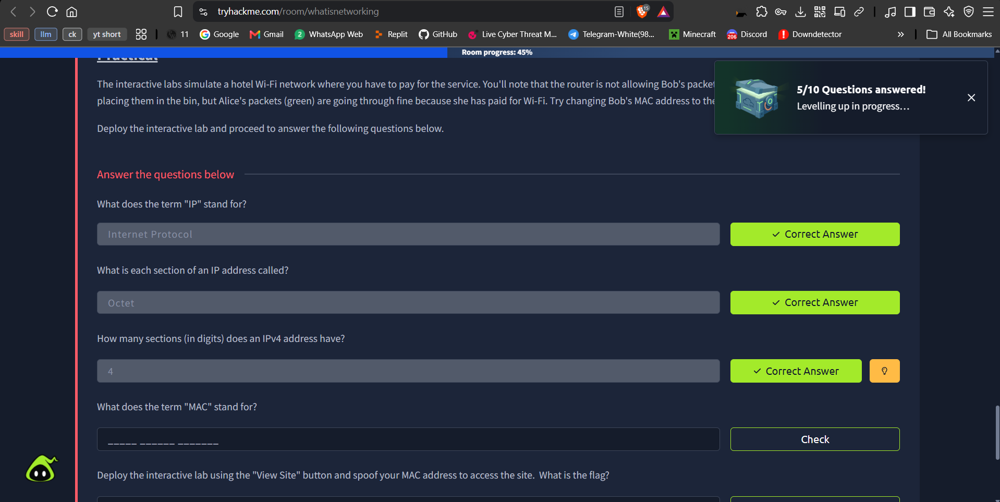 tryhackme.com/room/whatisnetworking
15
skill
llm
ck
yt short
11
Google
Gmail
2
WhatsApp Web
Replit
GitHub
Live Cyber Threat M...
Telegram-White(98...
Minecraft
206
Discord
Downdetector
»
All Bookmarks
Room progress: 45%
Practical
The interactive labs simulate a hotel Wi-Fi network where you have to pay for the service. You'll note that the router is not allowing Bob's packet
placing them in the bin, but Alice's packets (green) are going through fine because she has paid for Wi-Fi. Try changing Bob's MAC address to the
5/10 Questions answered!
Levelling up in progress...
Deploy the interactive lab and proceed to answer the following questions below.
Answer the questions below
What does the term "IP" stand for?
Internet Protocol
Correct Answer
What is each section of an IP address called?
Octet
Correct Answer
How many sections (in digits) does an IPv4 address have?
4
Correct Answer
What does the term "MAC" stand for?
_____ ______ _______
Check
Deploy the interactive lab using the "View Site" button and spoof your MAC address to access the site.  What is the flag?